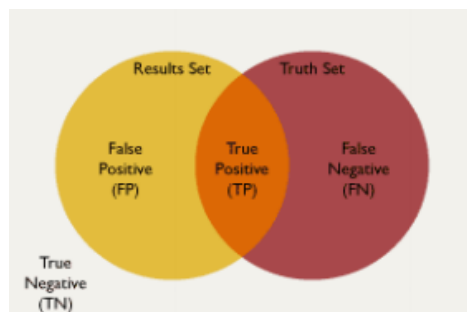 Results Set
Truth Set
False
Positive
(FP)
True
Positive
(TP)
False
Negative
(FN)
True
Negative
(TN)